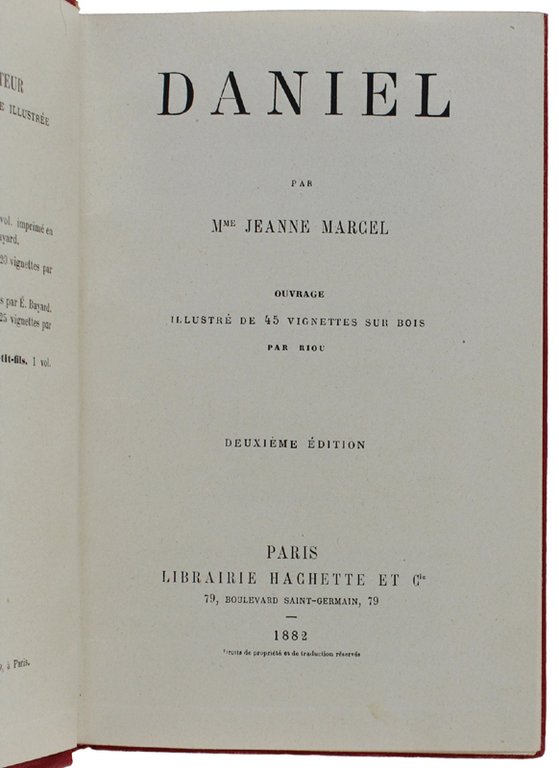 TEUR
E ILLUSTRÉE
vol. imprimé en
ayard.
20 vignettes par
s par É. Bayard.
25 vignettes par
tit-fils. 1 vol.
, à Paris.
DANIEL
PAR
MME JEANNE MARCEL
OUVRAGE
ILLUSTRÉ DE 45 VIGNETTES SUR BOIS
PAR RIOU
DEUXIÈME ÉDITION
PARIS
LIBRAIRIE HACHETTE ET Cie
79, BOULEVARD SAINT-GERMAIN, 79
1882
Droits de propriété et de traduction réservés